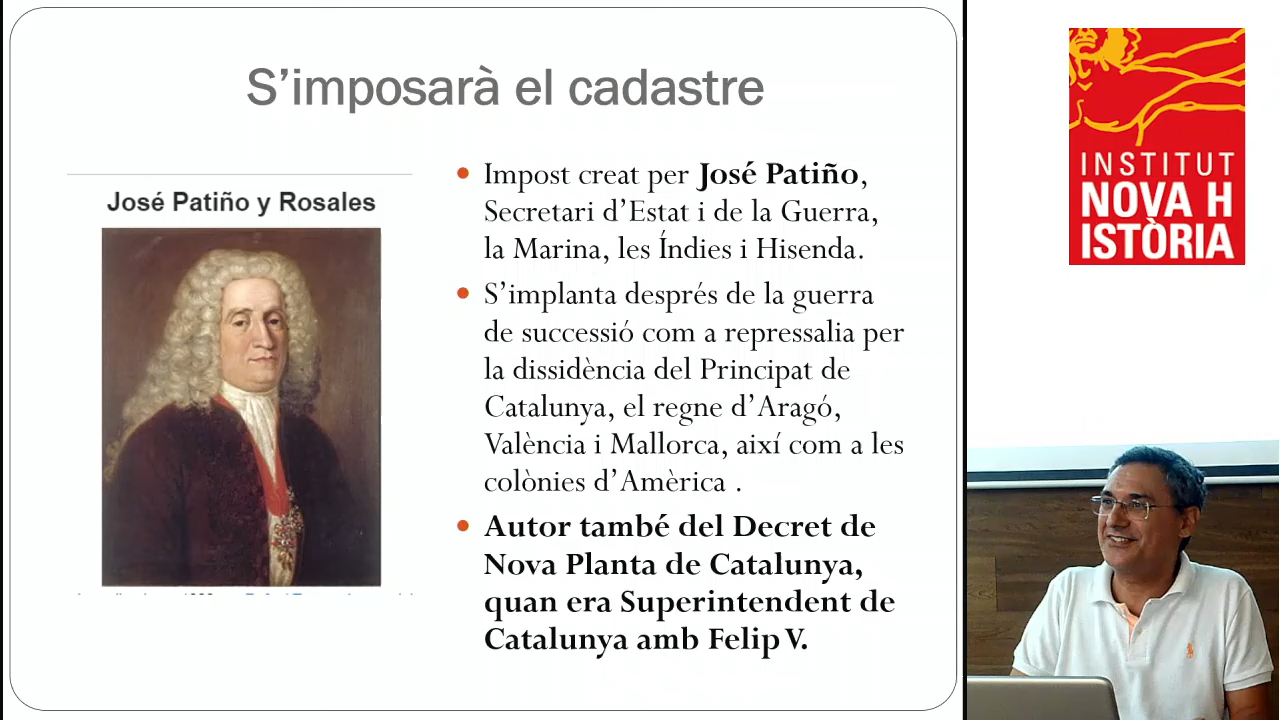 S’imposarà el cadastre
José Patiño y Rosales
• Impost creat per José Patiño,
Secretari d’Estat i de la Guerra,
la Marina, les Índies i Hisenda.
• S’implanta després de la guerra
de successió com a repressalia per
la dissidència del Principat de
Catalunya, el regne d’Aragó,
València i Mallorca, així com a les
colònies d’Amèrica .
• Autor també del Decret de
Nova Planta de Catalunya,
quan era Superintendent de
Catalunya amb Felip V.
INSTITUT
NOVA H
ISTÒRIA